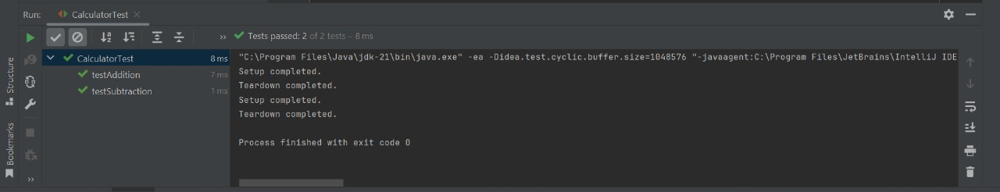 Run: CalculatorTest
Tests passed: 2 of 2 tests – 8 ms
CalculatorTest 8 ms
testAddition 7 ms
testSubtraction 1 ms
"C:\Program Files\Java\jdk-21\bin\java.exe" -ea -Didea.test.cyclic.buffer.size=1048576 "-javaagent:C:\Program Files\JetBrains\IntelliJ IDE
Setup completed.
Teardown completed.
Setup completed.
Teardown completed.
Process finished with exit code 0
Structure
Bookmarks